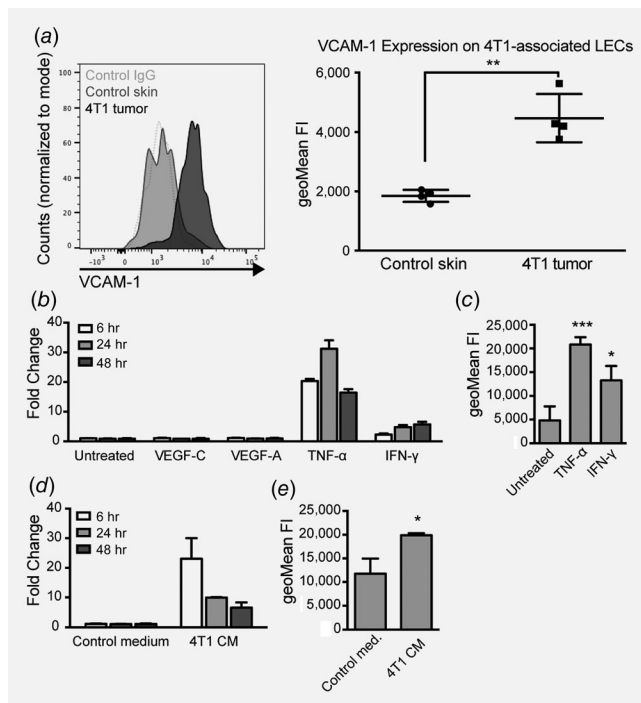 (a)
Control IgG
Control skin
4T1 tumor
Counts (normalized to mode)
100
80
60
40
20
0
-10³ 10³ 10⁴ 10⁵
VCAM-1
VCAM-1 Expression on 4T1-associated LECs
**
geoMean FI
6,000
4,000
2,000
0
Control skin 4T1 tumor
(b)
6 hr
24 hr
48 hr
Fold Change
40
30
20
10
0
Untreated VEGF-C VEGF-A TNF-α IFN-γ
(c)
geoMean FI
25,000
20,000
15,000
10,000
5,000
0
***
*
Untreated TNF-α IFN-γ
(d)
6 hr
24 hr
48 hr
Fold Change
40
30
20
10
0
Control medium 4T1 CM
(e)
geoMean FI
25,000
20,000
15,000
10,000
5,000
0
*
Control med. 4T1 CM